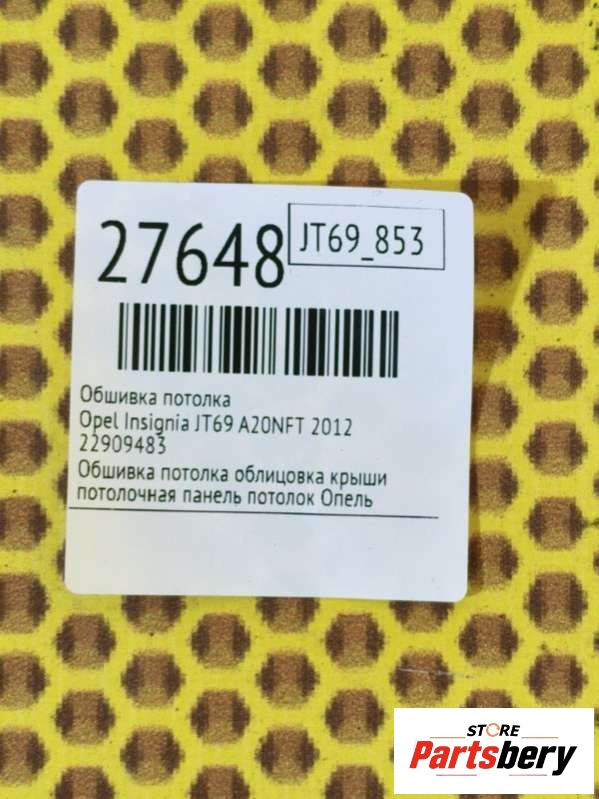 27648
JT69_853
Обшивка потолка
Opel Insignia JT69 A20NFT 2012
22909483
Обшивка потолка облицовка крыши
потолочная панель потолок Опель
STORE
Partsbery